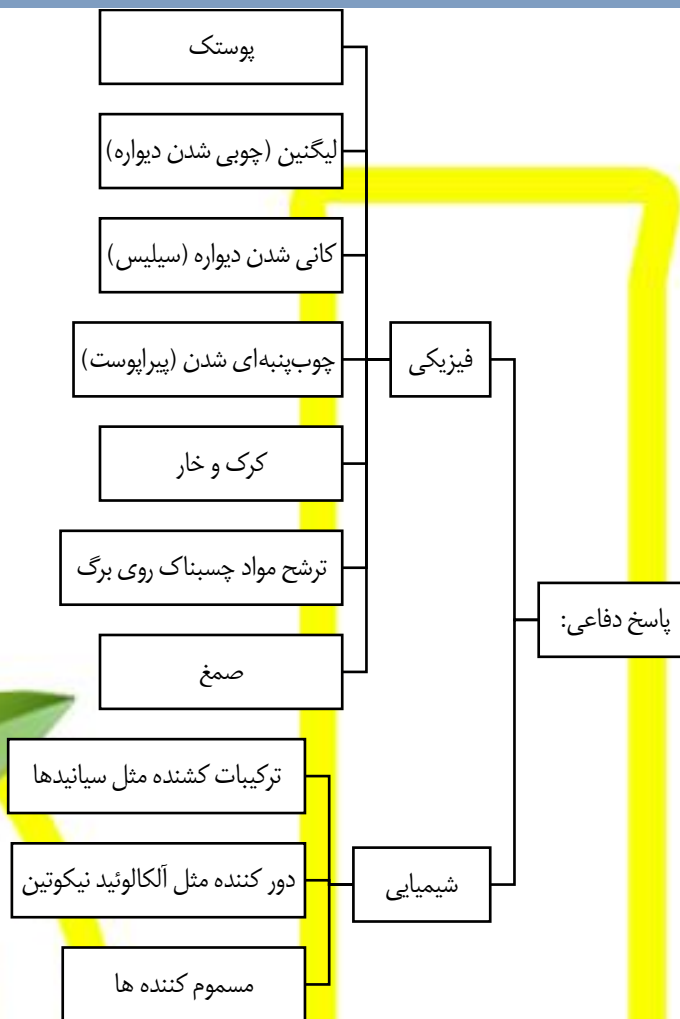 پاسخ دفاعی:
فیزیکی
پوستک
لیگنین (چوبی شدن دیواره)
کانی شدن دیواره (سیلیس)
چوب‌پنبه‌ای شدن (پیراپوست)
کرک و خار
ترشح مواد چسبناک روی برگ
صمغ
شیمیایی
ترکیبات کشنده مثل سیانیدها
دور کننده مثل آلکالوئید نیکوتین
مسموم کننده ها